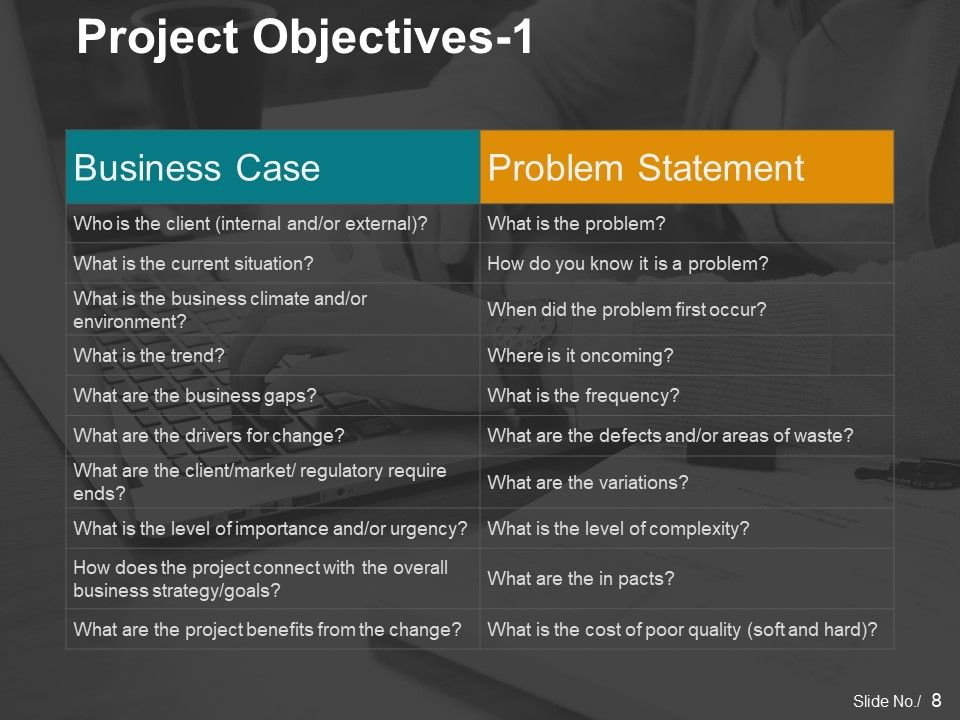 Project Objectives-1
Business Case
Problem Statement
Who is the client (internal and/or external)?
What is the problem?
What is the current situation?
How do you know it is a problem?
What is the business climate and/or
environment?
When did the problem first occur?
What is the trend?
Where is it oncoming?
What are the business gaps?
What is the frequency?
What are the drivers for change?
What are the defects and/or areas of waste?
What are the client/market/ regulatory require
ends?
What are the variations?
What is the level of importance and/or urgency?
What is the level of complexity?
How does the project connect with the overall
business strategy/goals?
What are the in pacts?
What are the project benefits from the change?
What is the cost of poor quality (soft and hard)?
Slide No./ 8